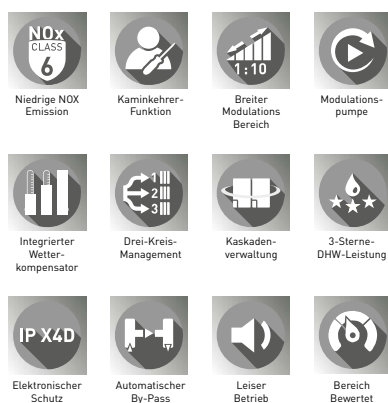 NOx
CLASS
6
Niedrige NOX
Emission
Kaminkehrer-
Funktion
1:10
Breiter
Modulations
Bereich
Modulations-
pumpe
Integrierter
Wetter-
kompensator
1
2
3
Drei-Kreis-
Management
Kaskaden-
verwaltung
3-Sterne-
DHW-Leistung
IP X4D
Elektronischer
Schutz
Automatischer
By-Pass
Leiser
Betrieb
Bereich
Bewertet